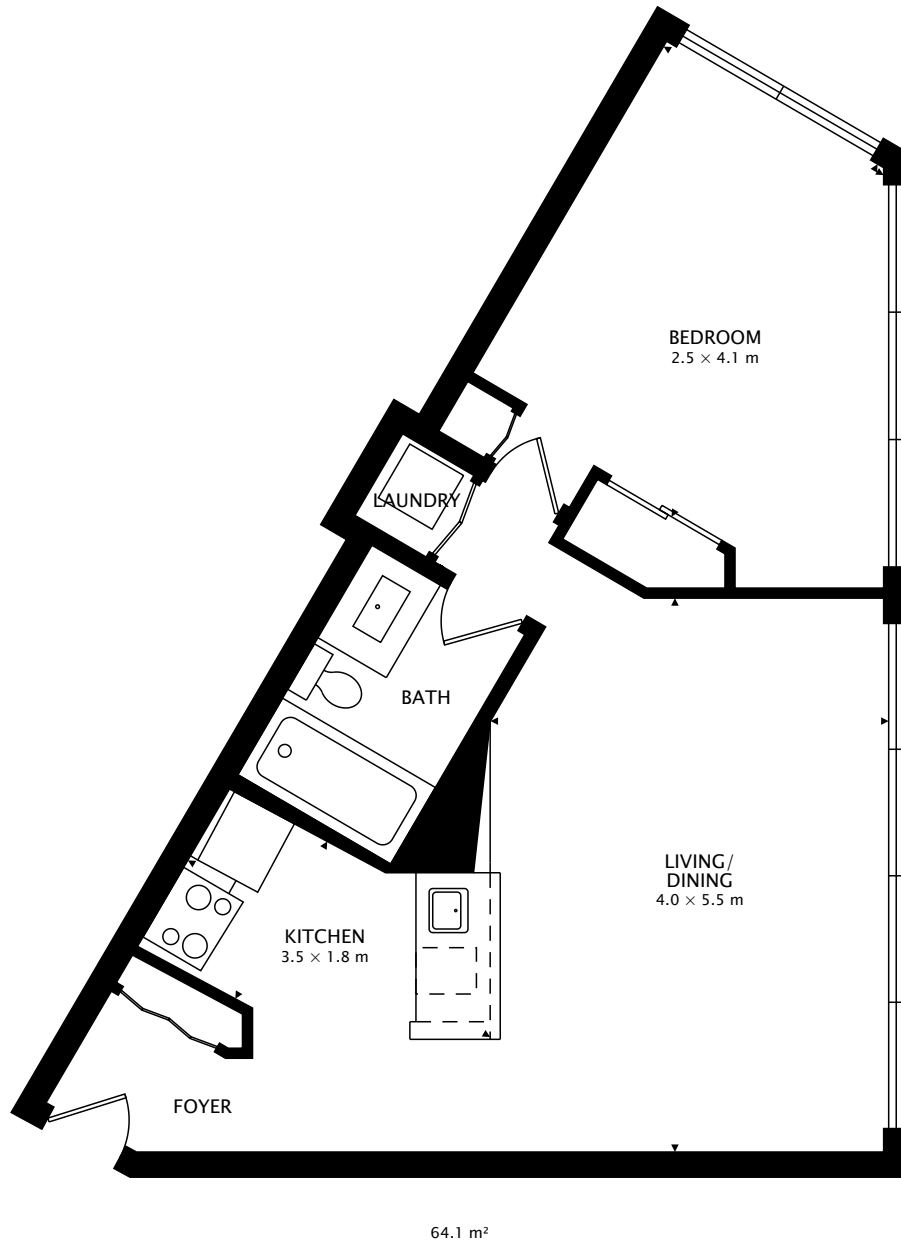 BEDROOM
2.5 × 4.1 m
LAUNDRY
BATH
LIVING/
DINING
4.0 × 5.5 m
KITCHEN
3.5 × 1.8 m
FOYER
64.1 m²